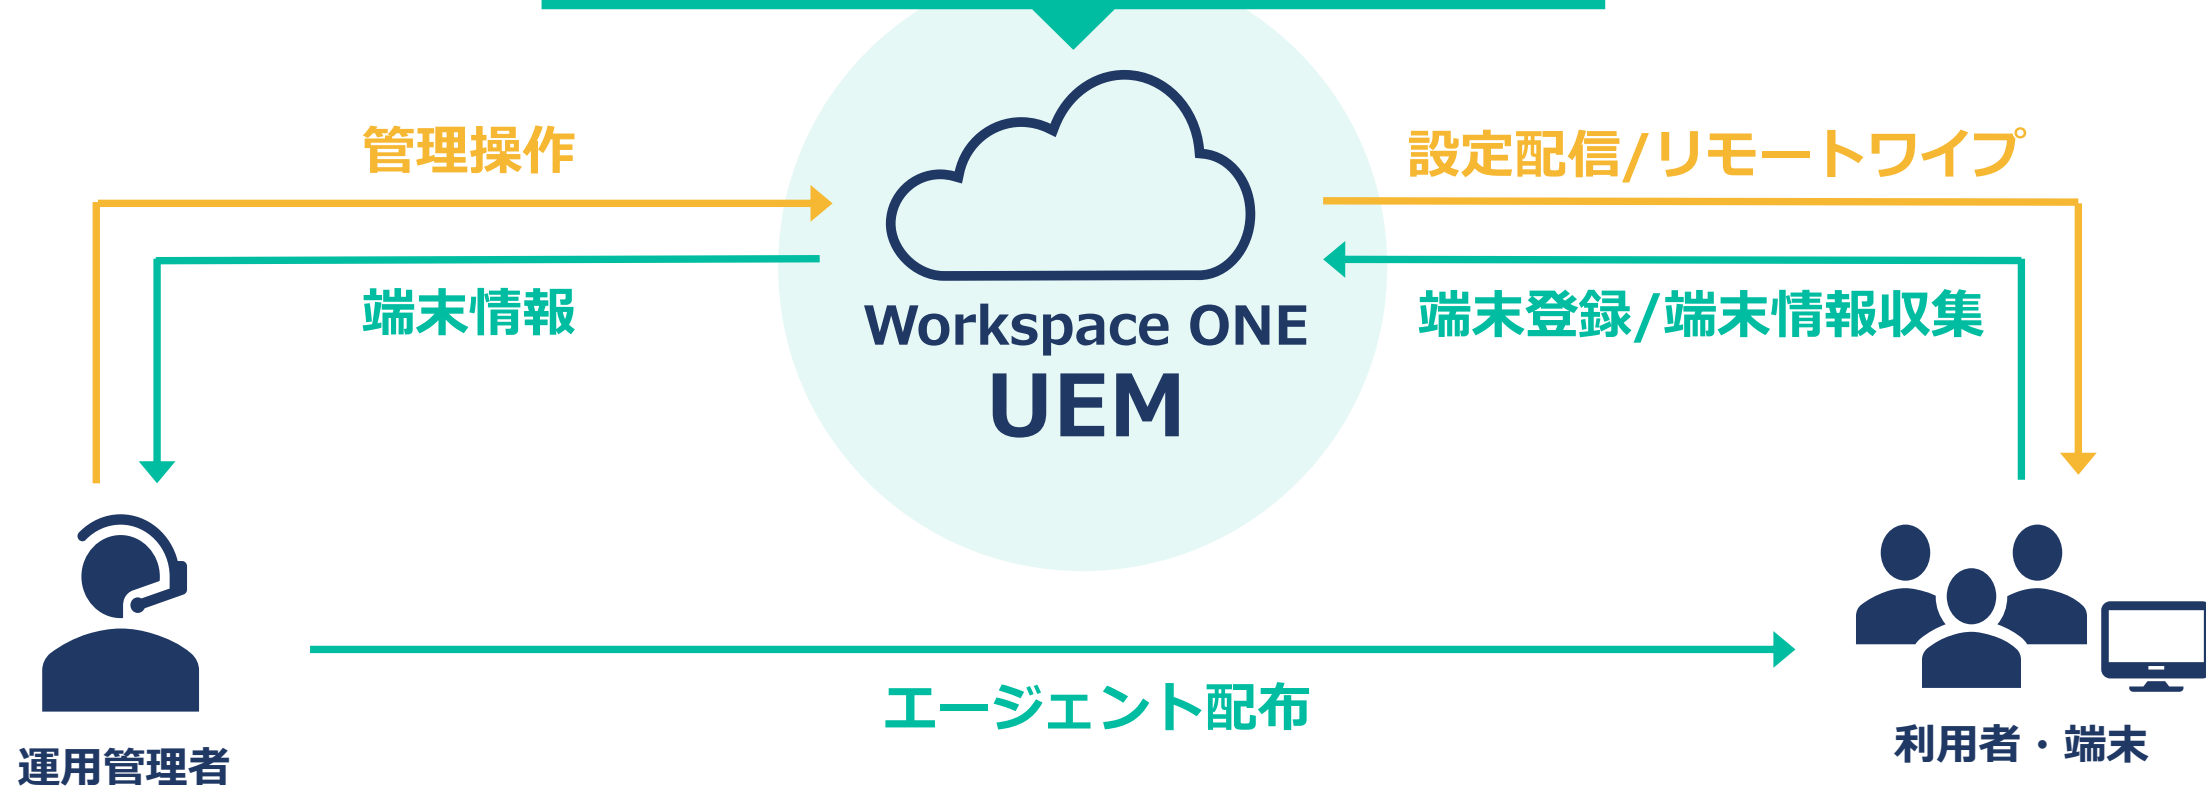 管理操作
設定配信/リモートワイプ
端末情報
端末登録/端末情報収集
Workspace ONE
UEM
エージェント配布
運用管理者
利用者・端末